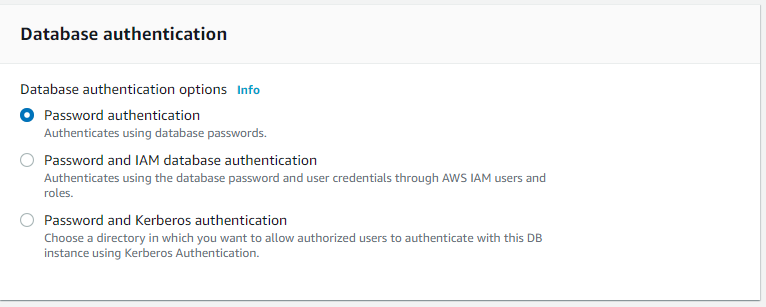 Database authentication
Database authentication options Info
Password authentication
Authenticates using database passwords.
Password and IAM database authentication
Authenticates using the database password and user credentials through AWS IAM users and
roles.
Password and Kerberos authentication
Choose a directory in which you want to allow authorized users to authenticate with this DB
instance using Kerberos Authentication.